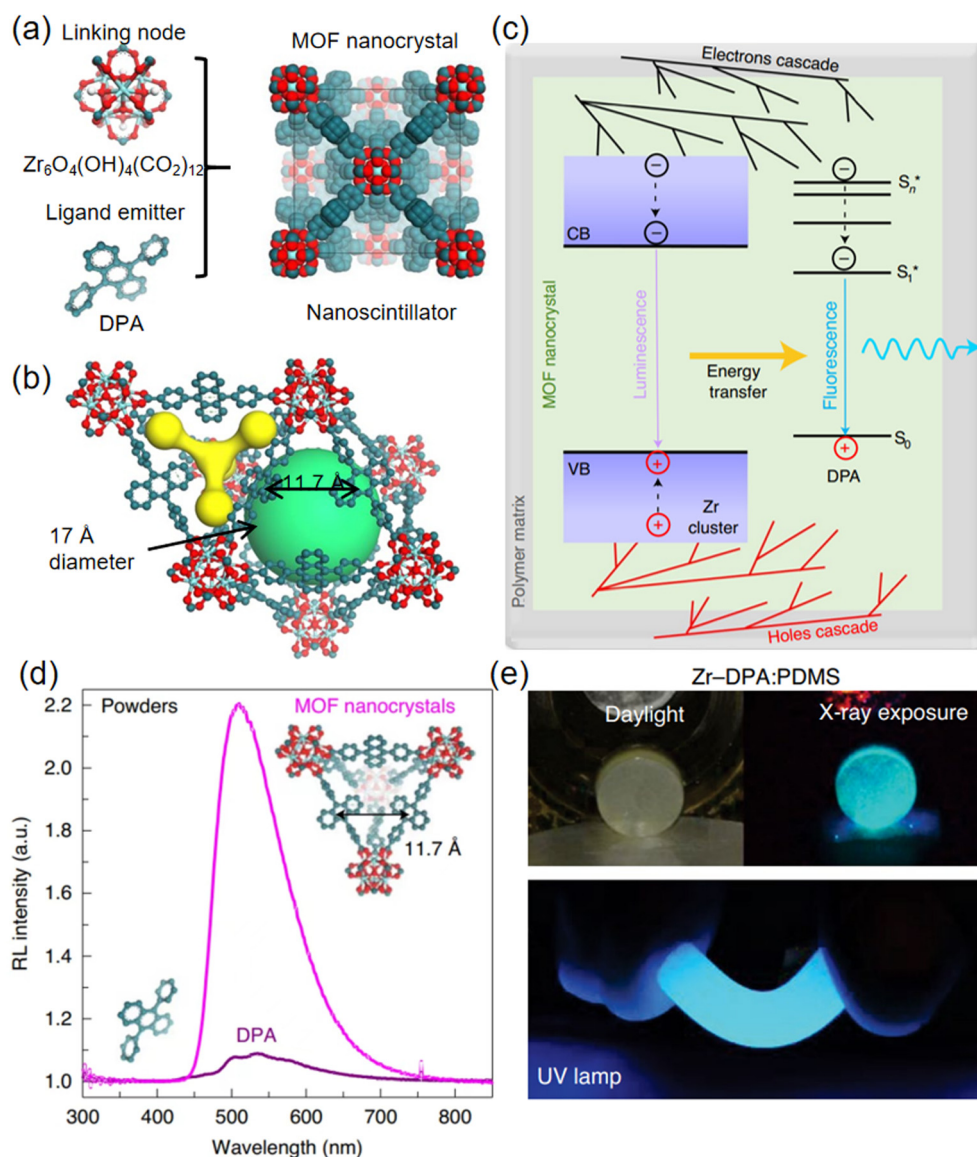 (a)
Linking node
Zr₆O₄(OH)₄(CO₂)₁₂
Ligand emitter
DPA
MOF nanocrystal
Nanoscintillator
(b)
11.7 Å
17 Å
diameter
(c)
Electrons cascade
CB
Sₙ*
S₁*
MOF nanocrystal
Luminescence
Energy
transfer
Fluorescence
S₀
DPA
VB
Zr
cluster
Polymer matrix
Holes cascade
(d)
Powders
MOF nanocrystals
11.7 Å
DPA
RL intensity (a.u.)
2.2
2.0
1.8
1.6
1.4
1.2
1.0
300 400 500 600 700 800
Wavelength (nm)
(e)
Zr–DPA:PDMS
Daylight
X-ray exposure
UV lamp